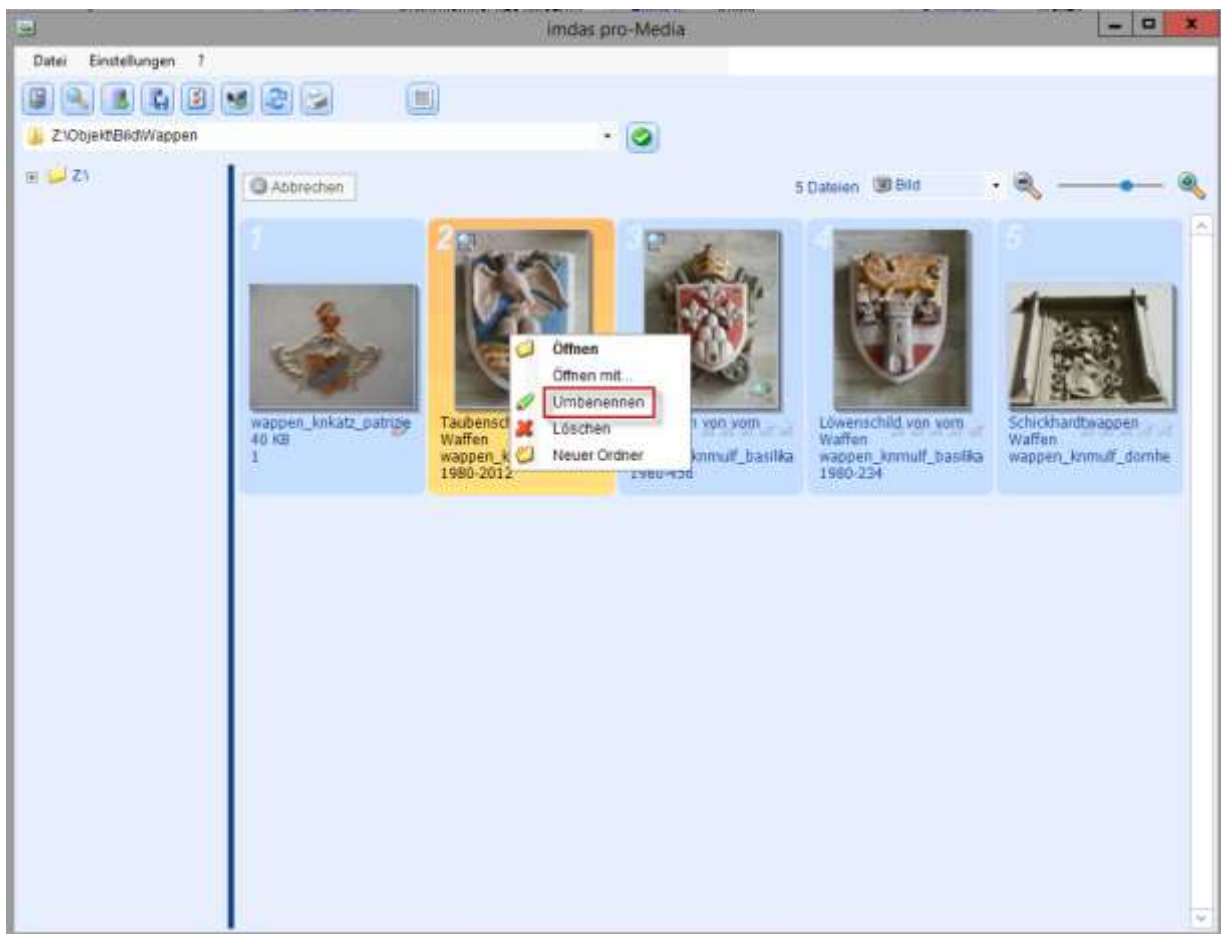 imdas pro-Media
Datei Einstellungen ?
Z:\Objekt\Bild\Wappen
Z:\
Abbrechen
5 Dateien Bild
1
2
3
4
5
Öffnen
Öffnen mit...
Umbenennen
Löschen
Neuer Ordner
wappen_knkatz_patrizie
40 KB
1
Waffen
1980-2012
von vom
knmulf_basilika
Löwenschild von vom
Waffen
wappen_knmulf_basilika
1980-234
Schickhardtwappen
Waffen
wappen_knmulf_domhe